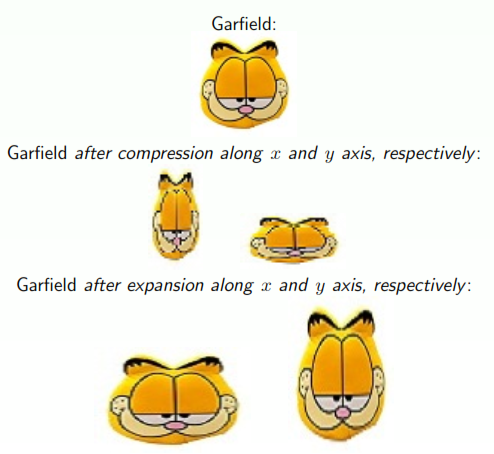 Garfield:
Garfield after compression along x and y axis, respectively:
Garfield after expansion along x and y axis, respectively: